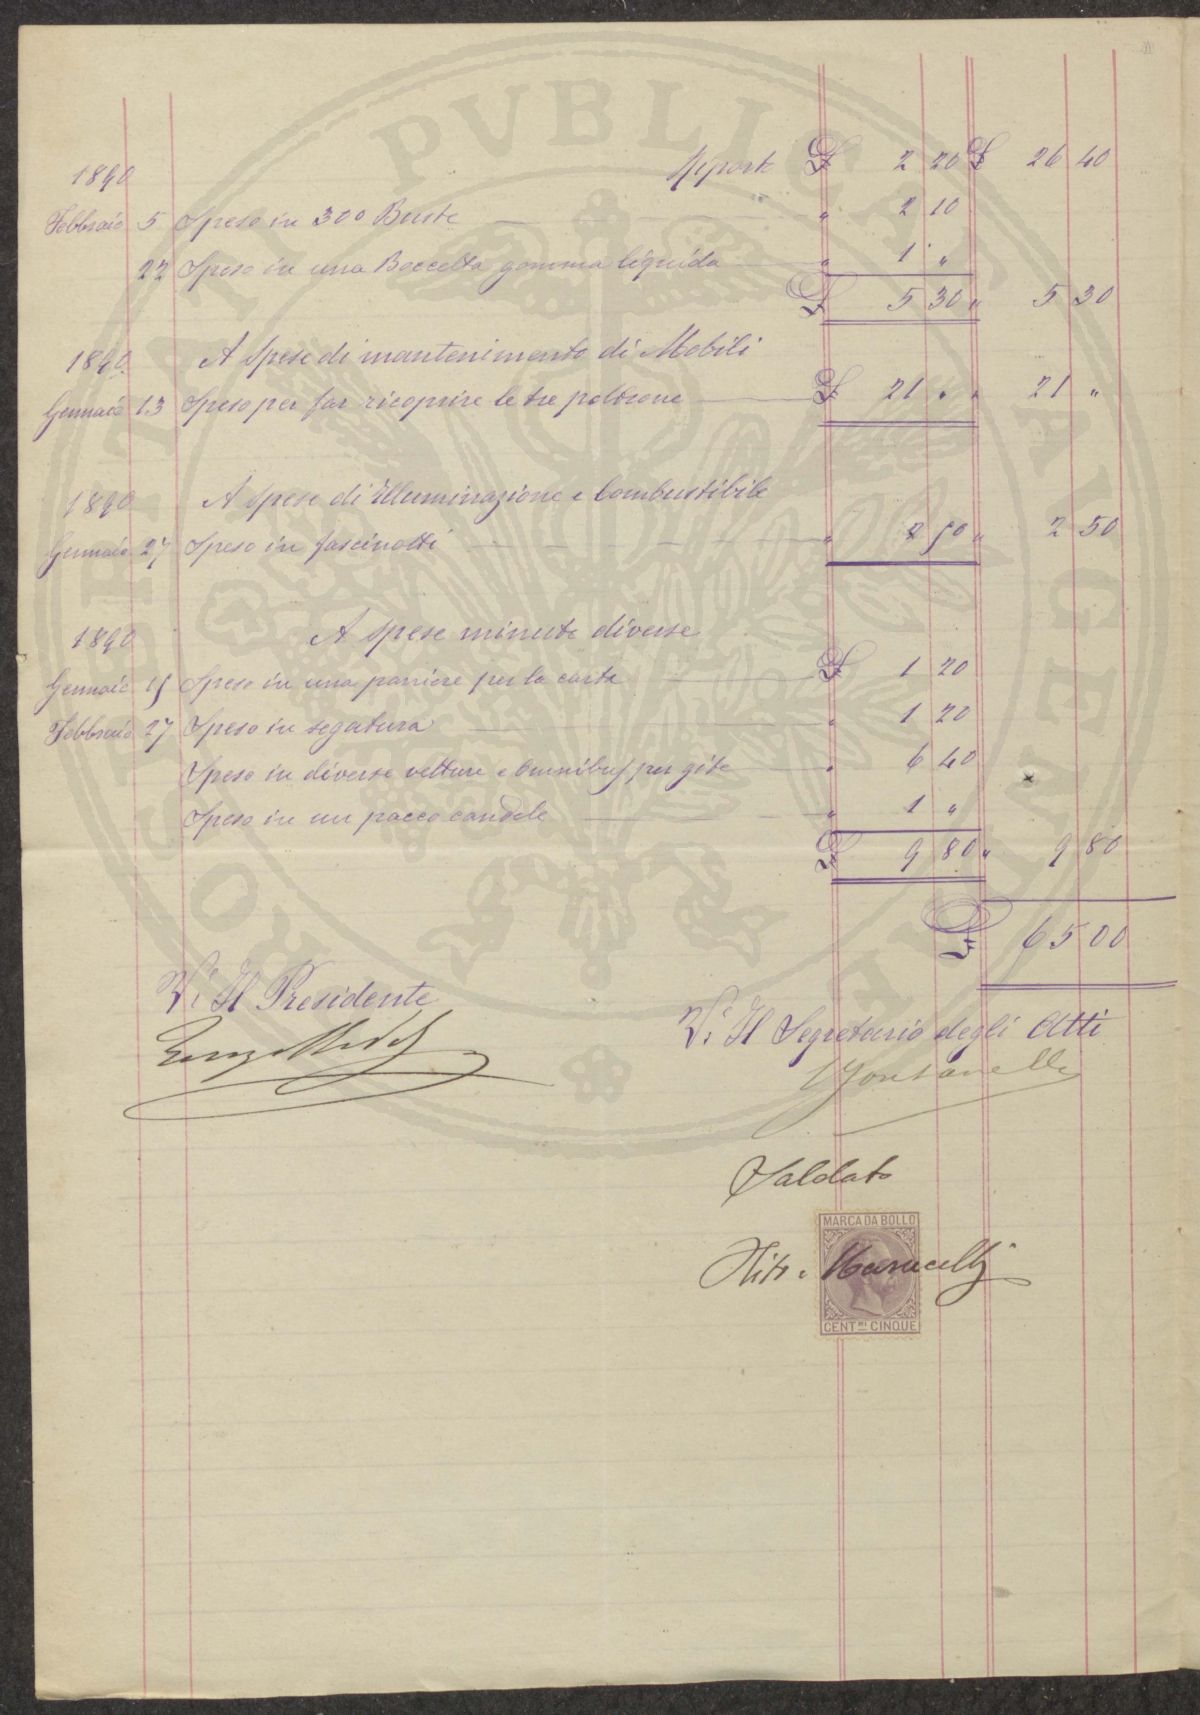 Riporto £ 2 20 £ 26 40
1890
Febbraio 5 Speso in 300 Buste " 2 10
22 Speso in una Boccetta gomma liquida " 1 "
£ 5 30 " 5 30
1890 A Spese di mantenimento di Mobili
Gennaio 13 Speso per far ricoprire le tre poltrone £ 21 " " 21 "
1890 A Spese di illuminazione e Combustibile
Gennaio 27 Speso in fascinotti " 2 50 " 2 50
1890 A Spese minute diverse
Gennaio 15 Speso in una paniere per la carta £ 1 20
Febbraio 27 Speso in segatura " 1 20
Speso in diverse vetture e Omnibus per gite " 6 40
Speso in un pacco candele " 1 "
£ 9 80 " 9 80
£ 65 00
V° Il Presidente
V° Il Segretario degli Atti
Fontanelli
Saldato
MARCA DA BOLLO
CENT.MI CINQUE
PVBLICAE